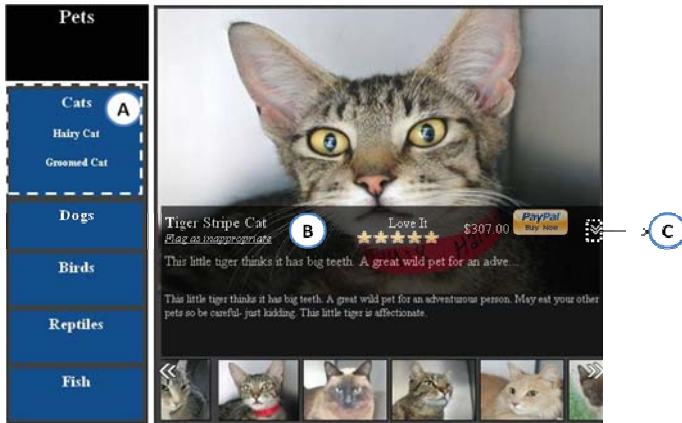 Pets
Cats
A
Hairy Cat
Groomed Cat
Dogs
Birds
Reptiles
Fish
Tiger Stripe Cat
Flag as inappropriate
B
Love It
$307.00
PayPal
Buy Now
C
This little tiger thinks it has big teeth. A great wild pet for an adve...
This little tiger thinks it has big teeth. A great wild pet for an adventurous person. May eat your other
pets so be careful- just kidding. This little tiger is affectionate.